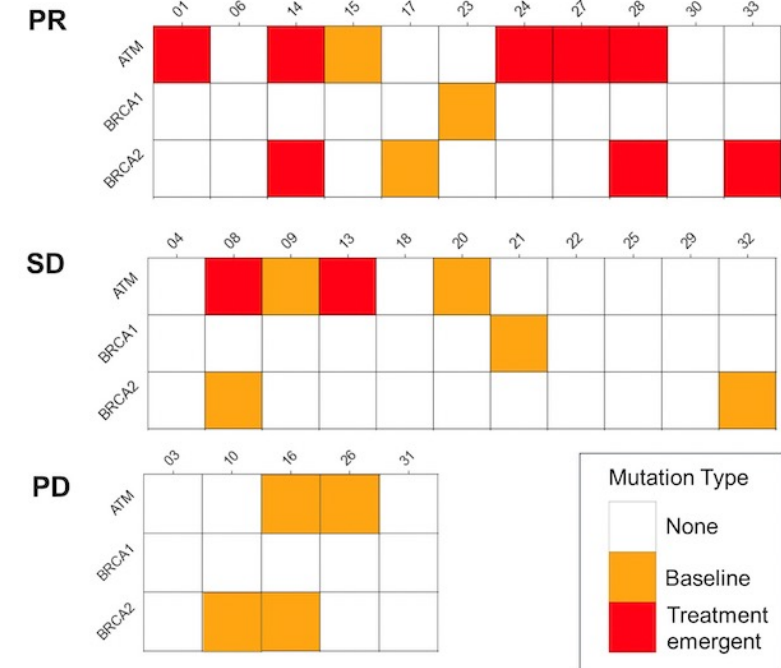 PR
01 06 14 15 17 23 24 27 28 30 33
ATM
BRCA1
BRCA2
SD
04 08 09 13 18 20 21 22 25 29 32
ATM
BRCA1
BRCA2
PD
03 10 16 26 31
ATM
BRCA1
BRCA2
Mutation Type
None
Baseline
Treatment
emergent